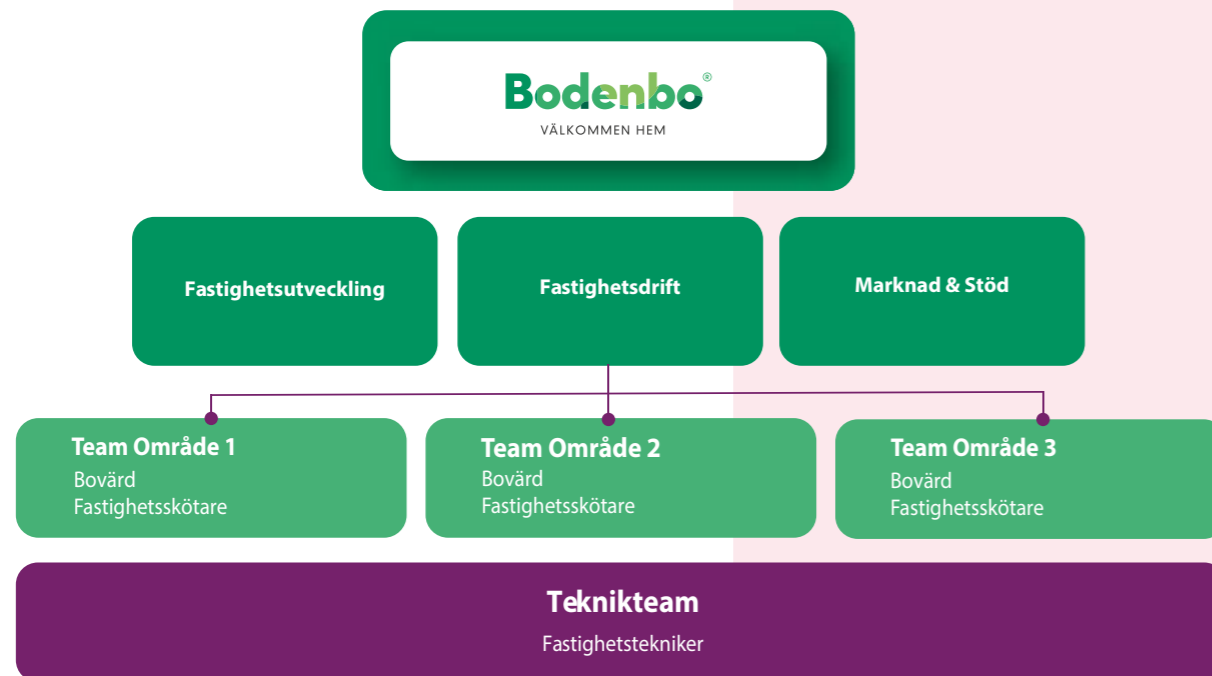 Bodenbo®
VÄLKOMMEN HEM
Fastighetsutveckling
Fastighetsdrift
Marknad & Stöd
Team Område 1
Bovärd
Fastighetsskötare
Team Område 2
Bovärd
Fastighetsskötare
Team Område 3
Bovärd
Fastighetsskötare
Teknikteam
Fastighetstekniker